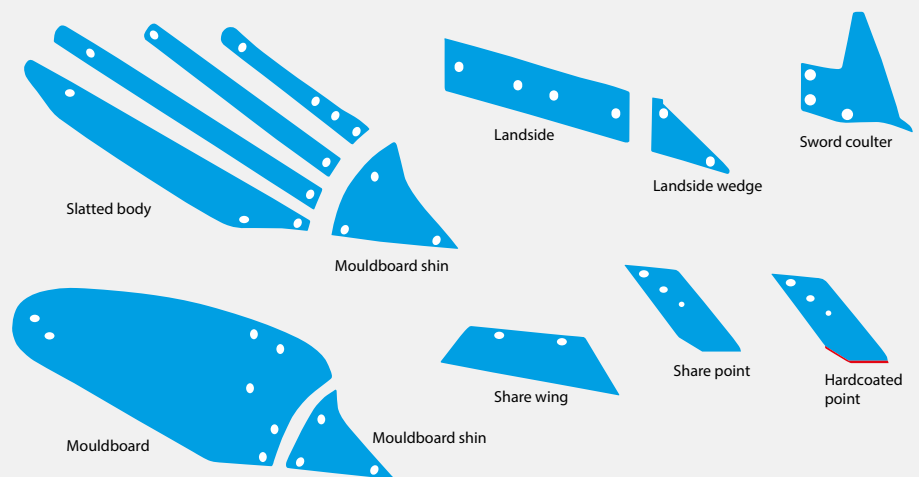 Landside
Sword coulter
Landside wedge
Slatted body
Mouldboard shin
Share point
Hardcoated
point
Share wing
Mouldboard shin
Mouldboard